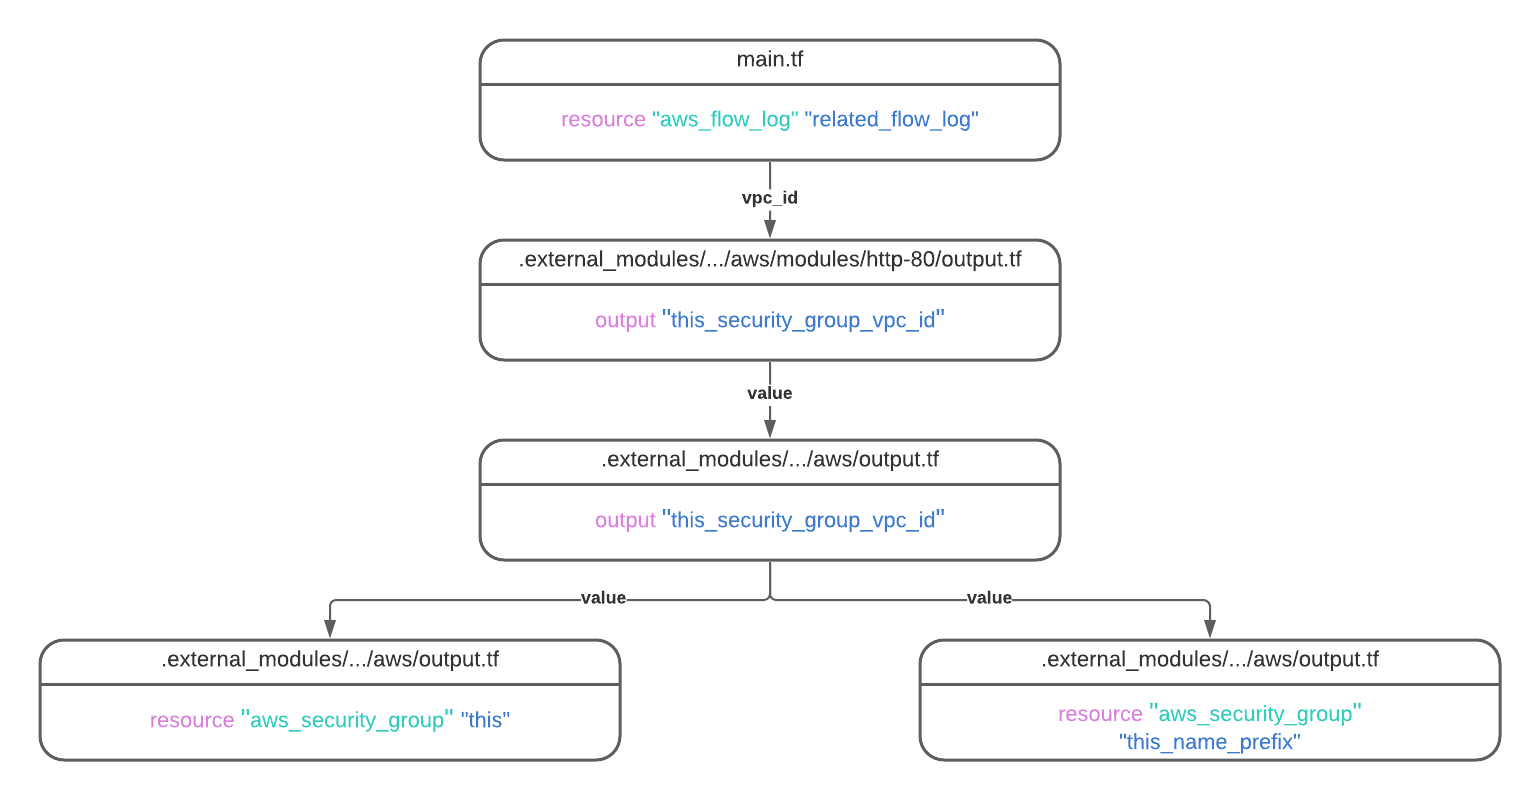 main.tf
resource "aws_flow_log" "related_flow_log"
vpc_id
.external_modules/.../aws/modules/http-80/output.tf
output "this_security_group_vpc_id"
value
.external_modules/.../aws/output.tf
output "this_security_group_vpc_id"
value
value
.external_modules/.../aws/output.tf
resource "aws_security_group" "this"
.external_modules/.../aws/output.tf
resource "aws_security_group"
"this_name_prefix"